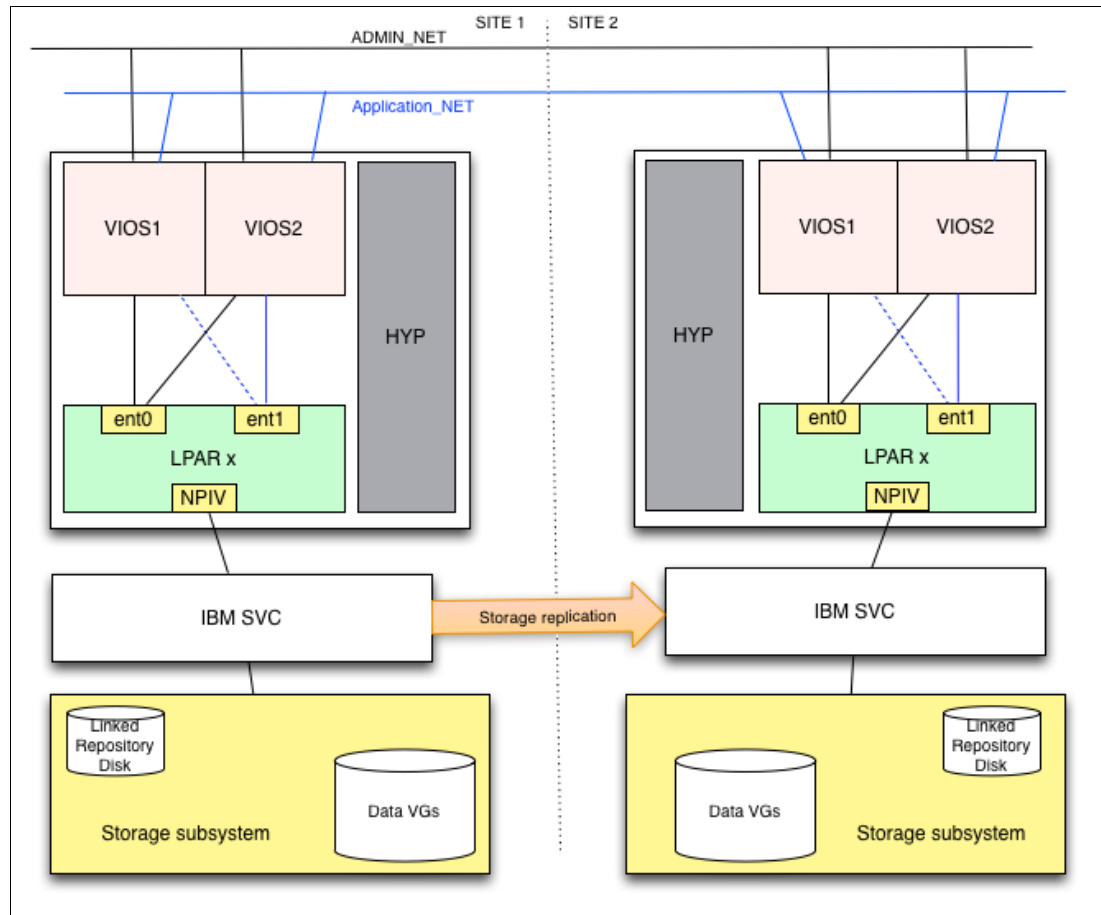 SITE 1
SITE 2
ADMIN_NET
Application_NET
VIOS1
VIOS2
HYP
ent0
ent1
LPAR x
NPIV
HYP
VIOS1
VIOS2
ent0
ent1
LPAR x
NPIV
IBM SVC
Storage replication
IBM SVC
Linked
Repository
Disk
Data VGs
Storage subsystem
Linked
Repository
Disk
Data VGs
Storage subsystem